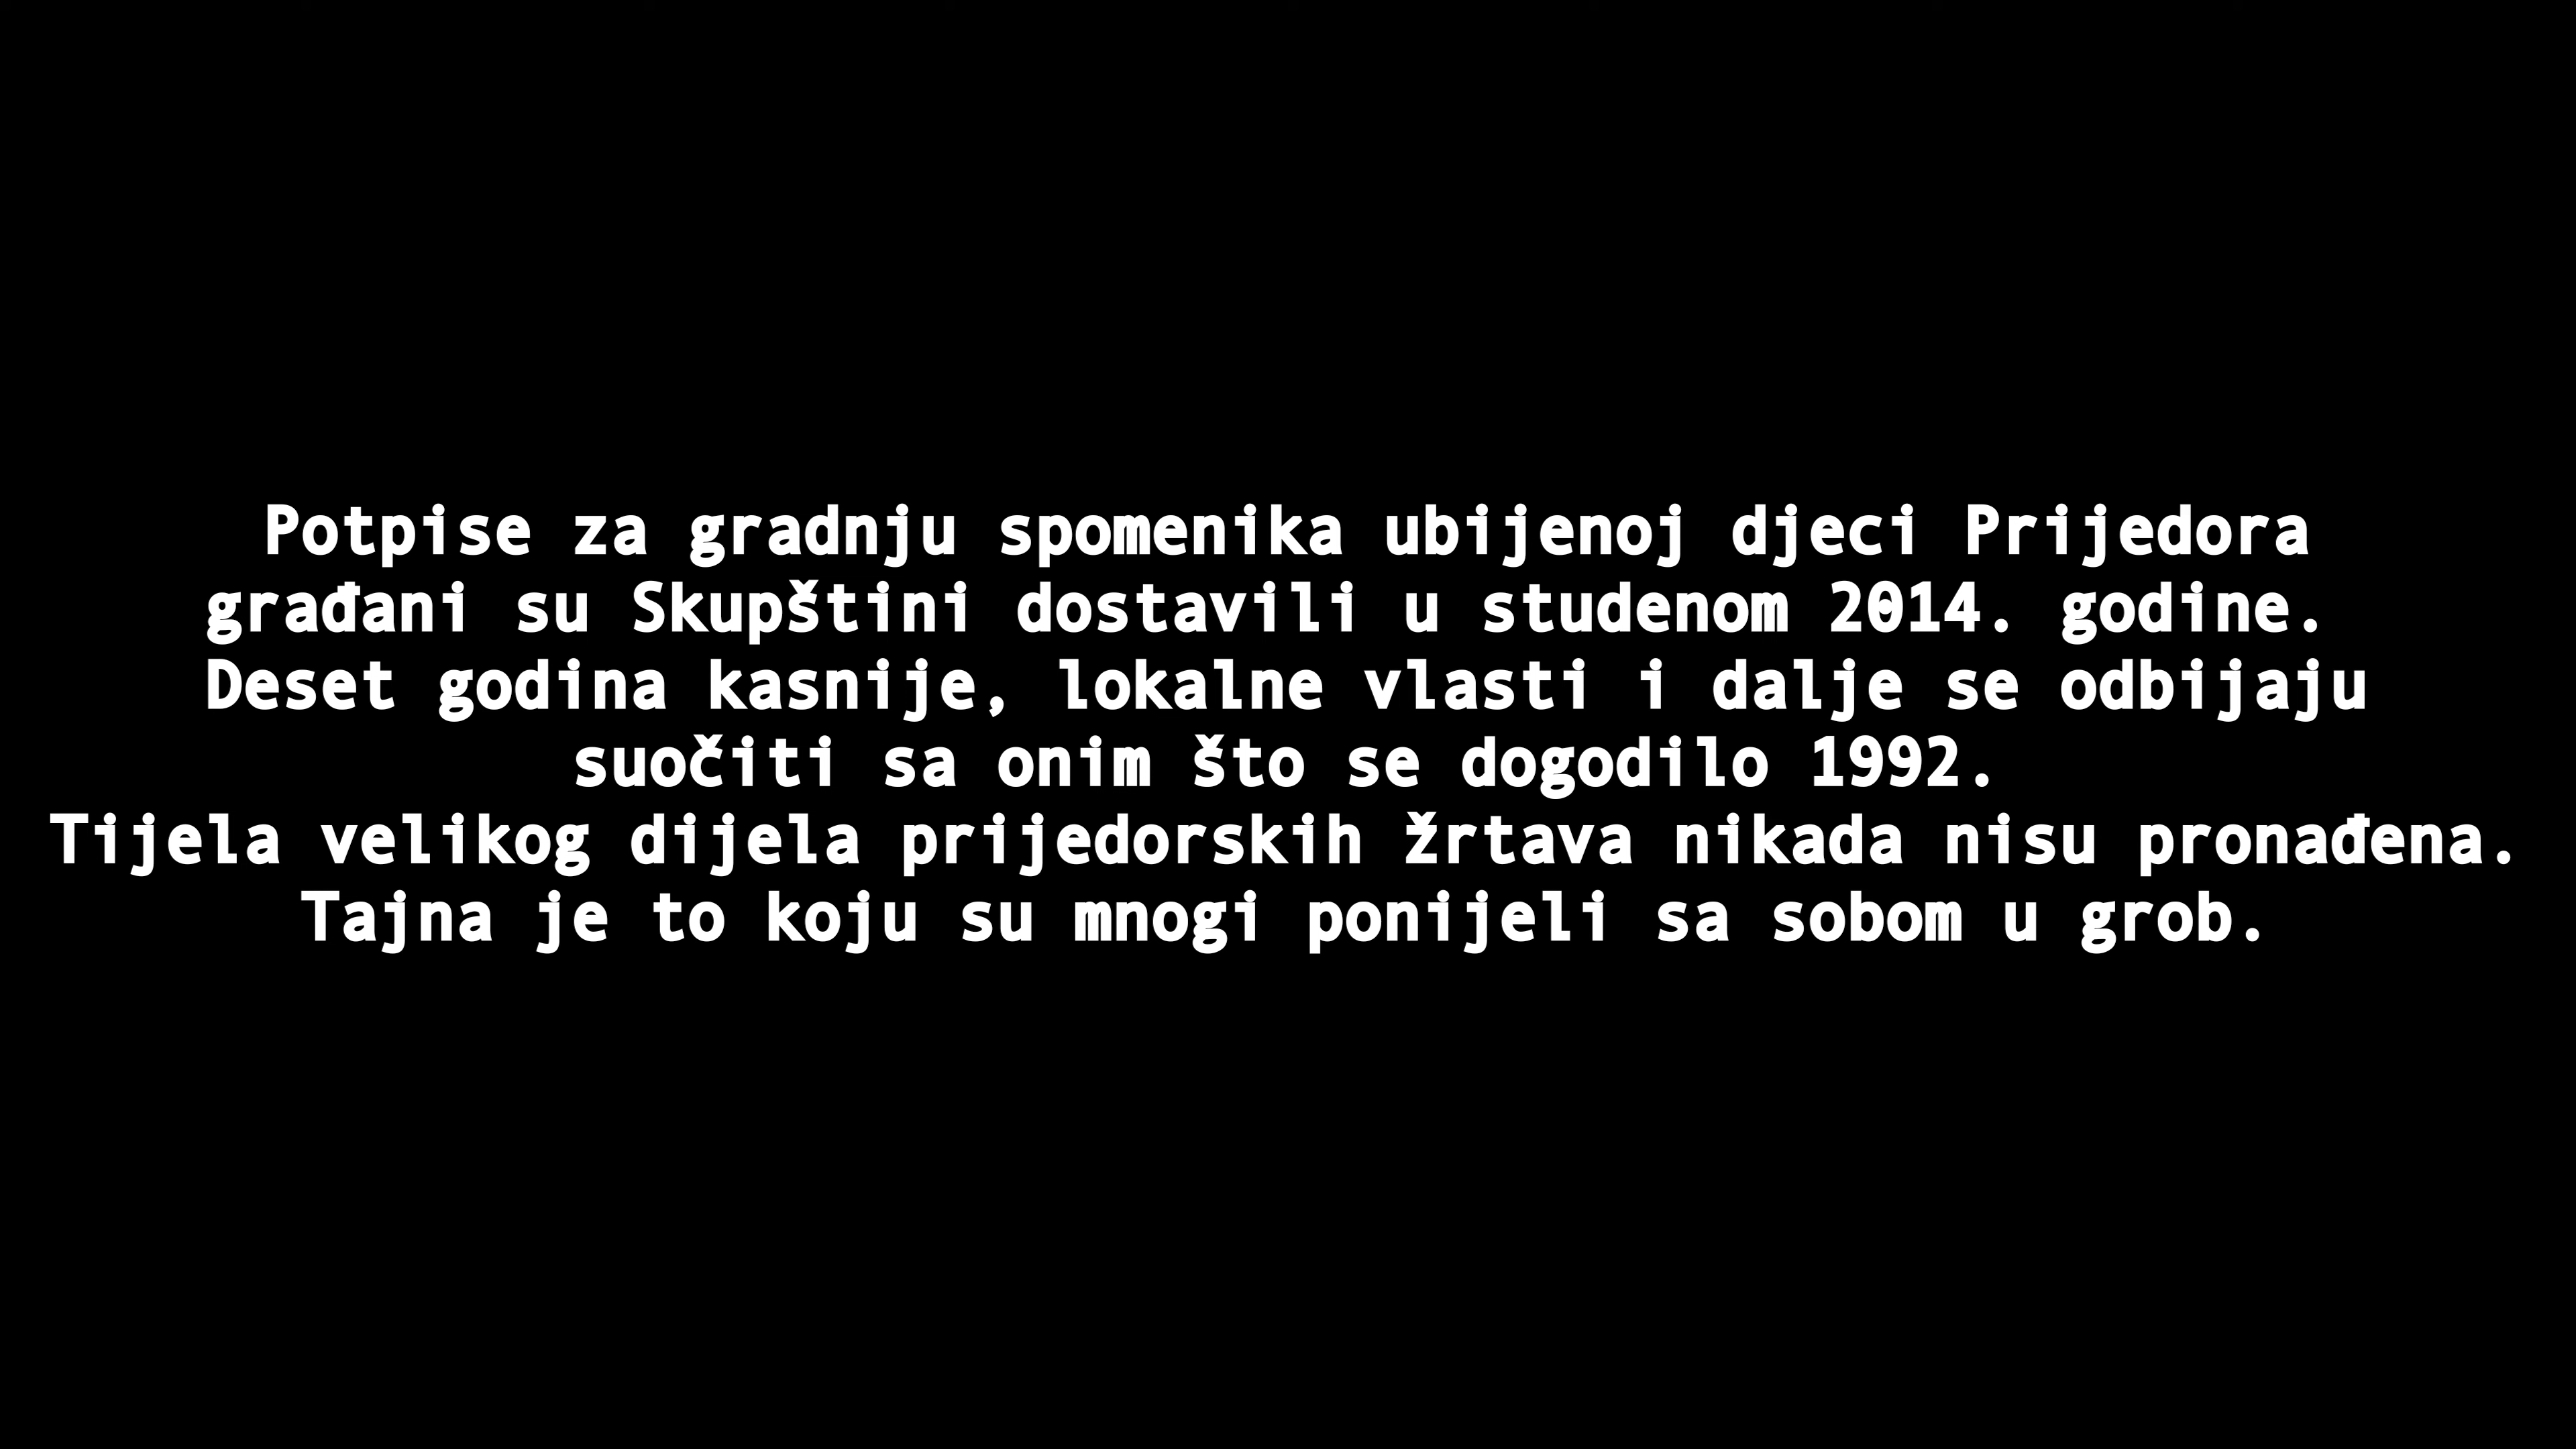 Potpise za gradnju spomenika ubijenoj djeci Prijedora
građani su Skupštini dostavili u studenom 2014. godine.
Deset godina kasnije, lokalne vlasti i dalje se odbijaju
suočiti sa onim što se dogodilo 1992.
Tijela velikog dijela prijedorskih žrtava nikada nisu pronađena.
Tajna je to koju su mnogi ponijeli sa sobom u grob.